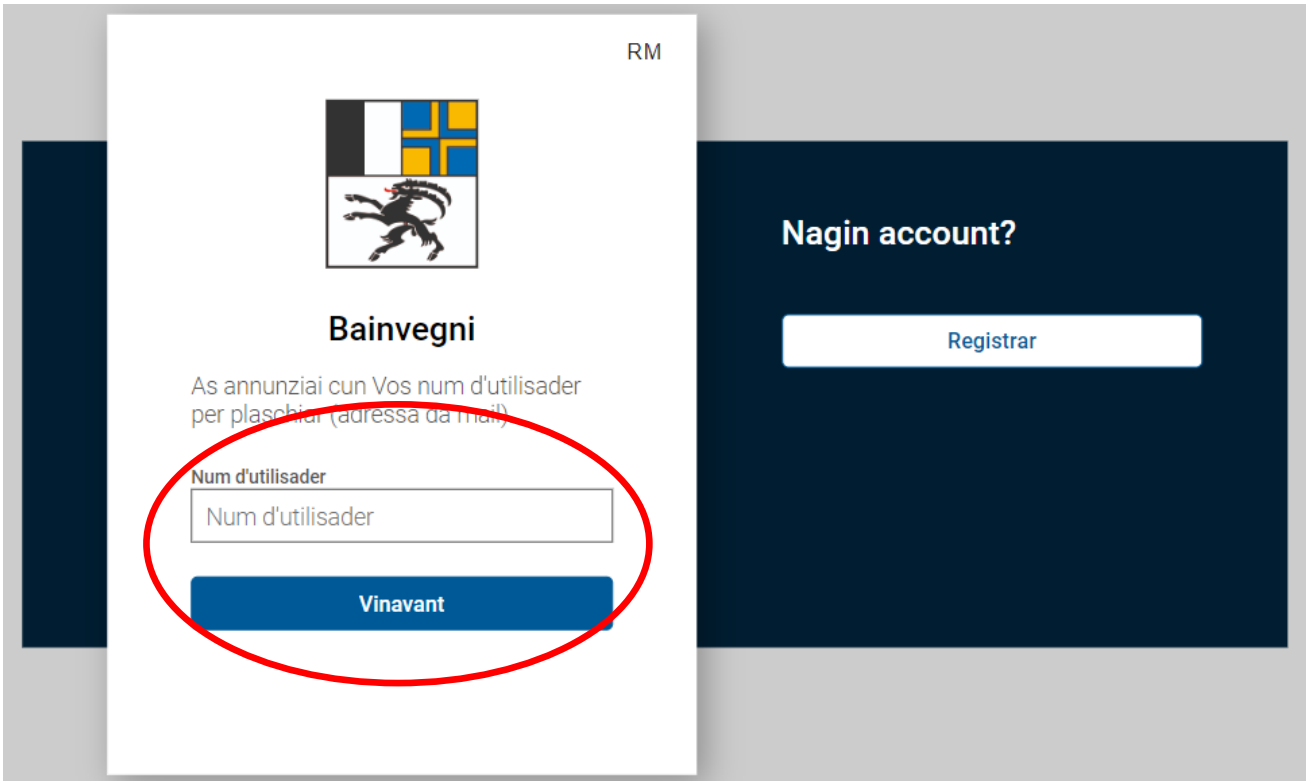 RM
Bainvegni
As annunziai cun Vos num d'utilisader
per plaschiar (adressa da mail)
Num d'utilisader
Num d'utilisader
Vinavant
Nagin account?
Registrar